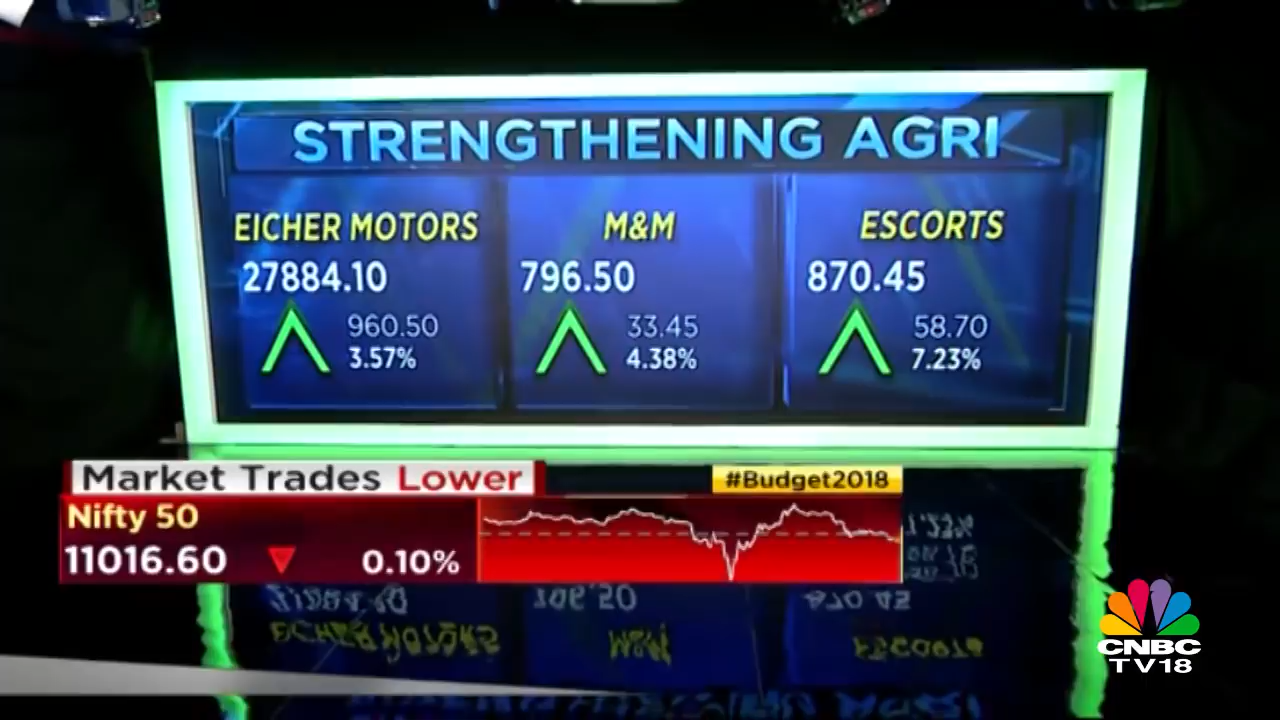 STRENGTHENING AGRI
EICHER MOTORS
27884.10
960.50
3.57%
M&M
796.50
33.45
4.38%
ESCORTS
870.45
58.70
7.23%
Market Trades Lower
#Budget2018
Nifty 50
11016.60
0.10%
CNBC
TV18